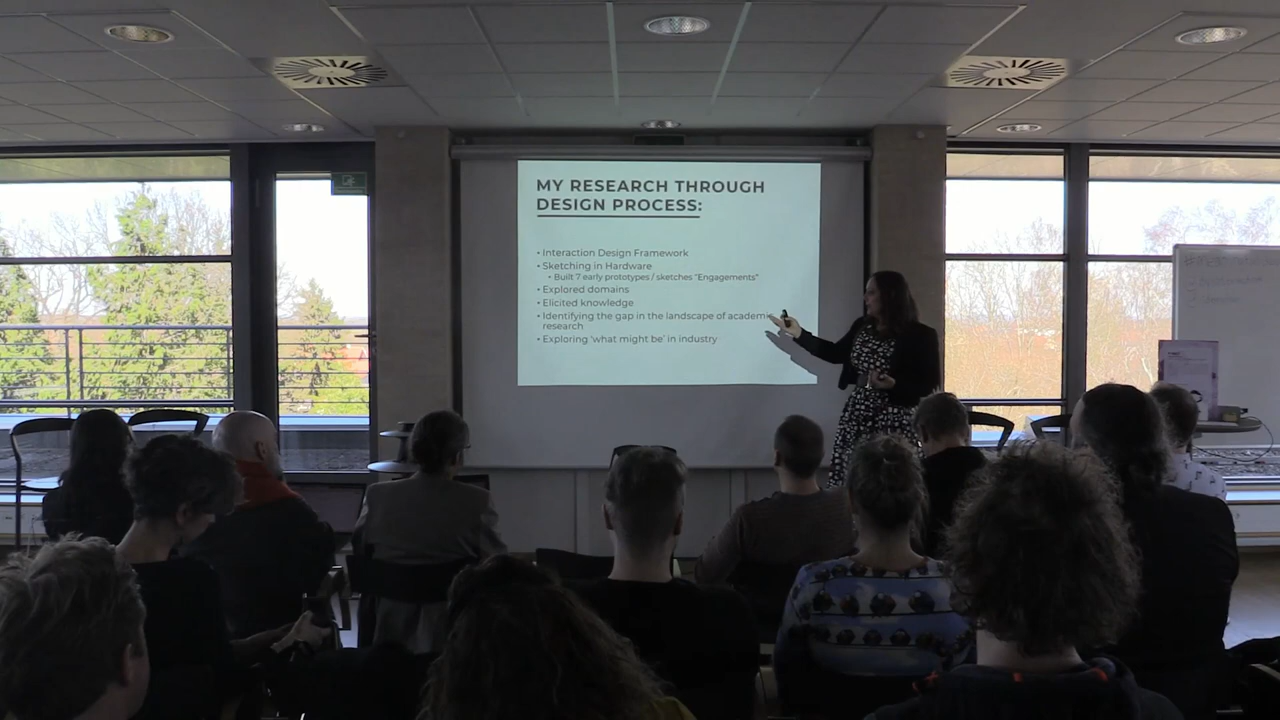 MY RESEARCH THROUGH
DESIGN PROCESS:
• Interaction Design Framework
• Sketching in Hardware
• Built 7 early prototypes / sketches "Engagements"
• Explored domains
• Elicited knowledge
• Identifying the gap in the landscape of academic
research
• Exploring 'what might be' in industry